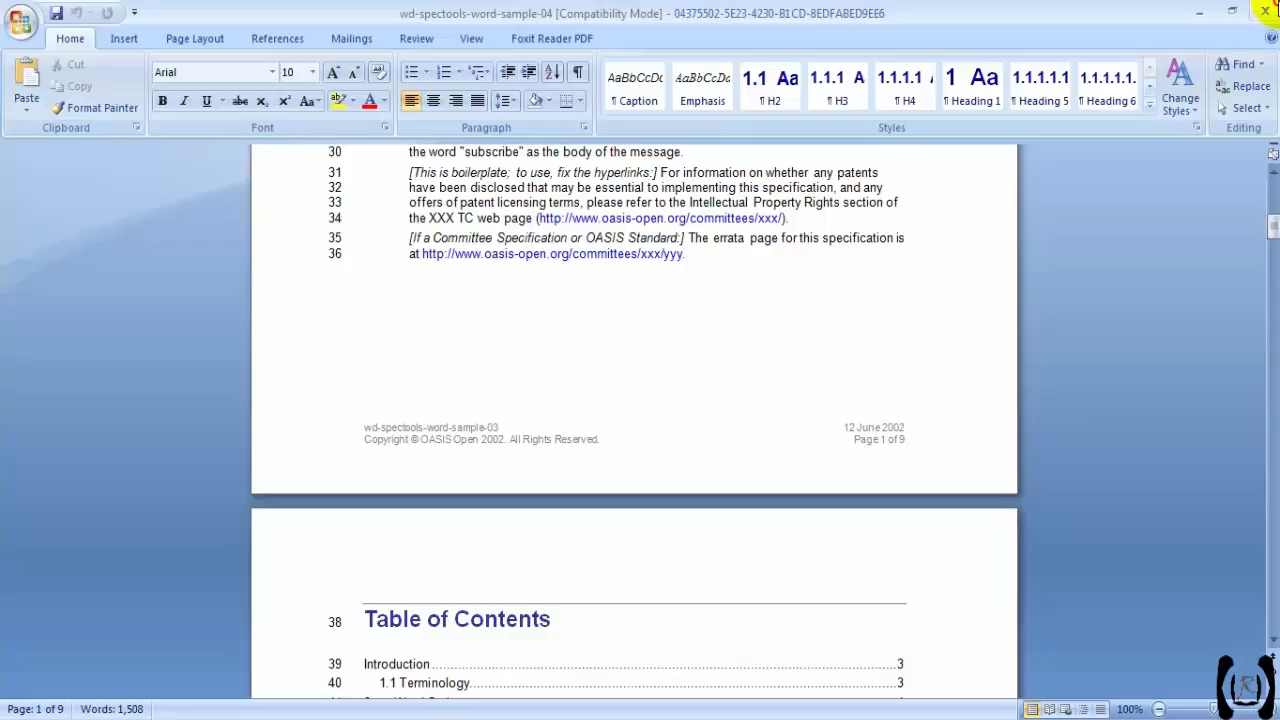 wd-spectools-word-sample-04 [Compatibility Mode] - 04375502-5E23-4230-B1CD-8EDFABED9EE6
Home Insert Page Layout References Mailings Review View Foxit Reader PDF
Paste
Cut
Copy
Format Painter
Clipboard
Arial 10
B I U abc x₂ x² Aa
Font
Paragraph
AaBbCcDc AaBbCcDc 1.1 Aa 1.1.1 A 1.1.1.1 1 Aa 1.1.1.1.1 1.1.1.1.1.
¶ Caption Emphasis ¶ H2 ¶ H3 ¶ H4 ¶ Heading 1 ¶ Heading 5 ¶ Heading 6
Change
Styles
Styles
Find
Replace
Select
Editing
30 the word "subscribe" as the body of the message.
31 [This is boilerplate; to use, fix the hyperlinks:] For information on whether any patents
32 have been disclosed that may be essential to implementing this specification, and any
33 offers of patent licensing terms, please refer to the Intellectual Property Rights section of
34 the XXX TC web page (http://www.oasis-open.org/committees/xxx/).
35 [If a Committee Specification or OASIS Standard:] The errata page for this specification is
36 at http://www.oasis-open.org/committees/xxx/yyy.
wd-spectools-word-sample-03 12 June 2002
Copyright © OASIS Open 2002. All Rights Reserved. Page 1 of 9
38 Table of Contents
39 Introduction 3
40 1.1 Terminology 3
Page: 1 of 9 Words: 1,508 100%